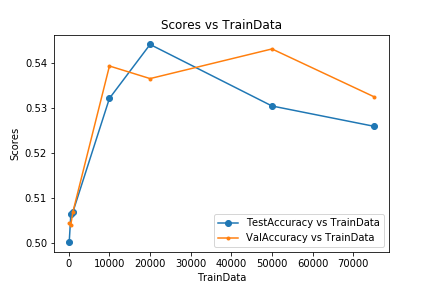 Scores vs TrainData
0.54
0.53
0.52
0.51
0.50
Scores
TestAccuracy vs TrainData
ValAccuracy vs TrainData
0 10000 20000 30000 40000 50000 60000 70000
TrainData